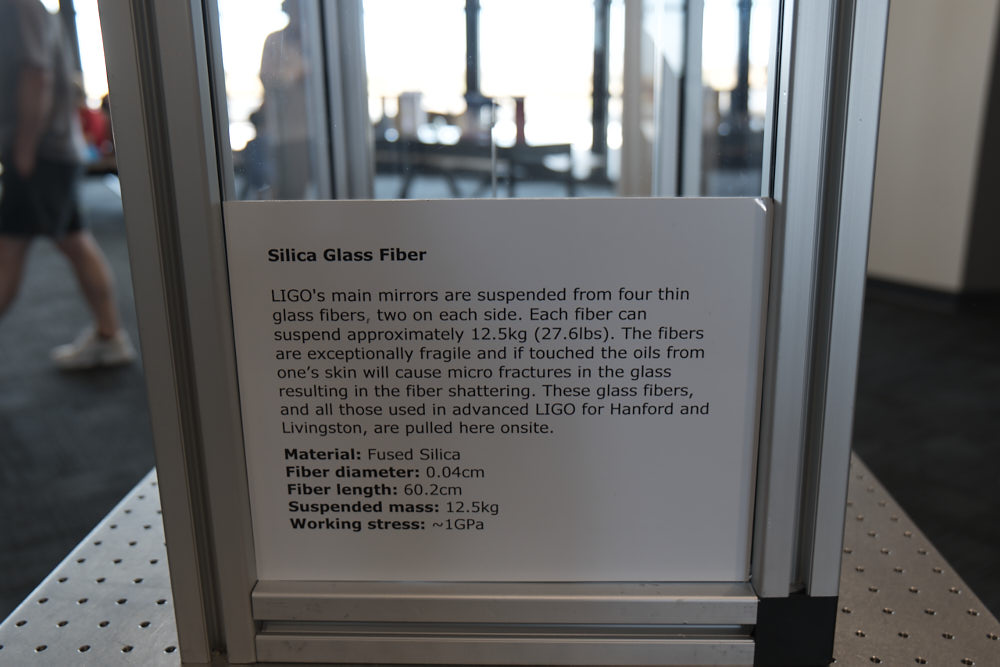 Silica Glass Fiber
LIGO's main mirrors are suspended from four thin
glass fibers, two on each side. Each fiber can
suspend approximately 12.5kg (27.6lbs). The fibers
are exceptionally fragile and if touched the oils from
one’s skin will cause micro fractures in the glass
resulting in the fiber shattering. These glass fibers,
and all those used in advanced LIGO for Hanford and
Livingston, are pulled here onsite.
Material: Fused Silica
Fiber diameter: 0.04cm
Fiber length: 60.2cm
Suspended mass: 12.5kg
Working stress: ~1GPa